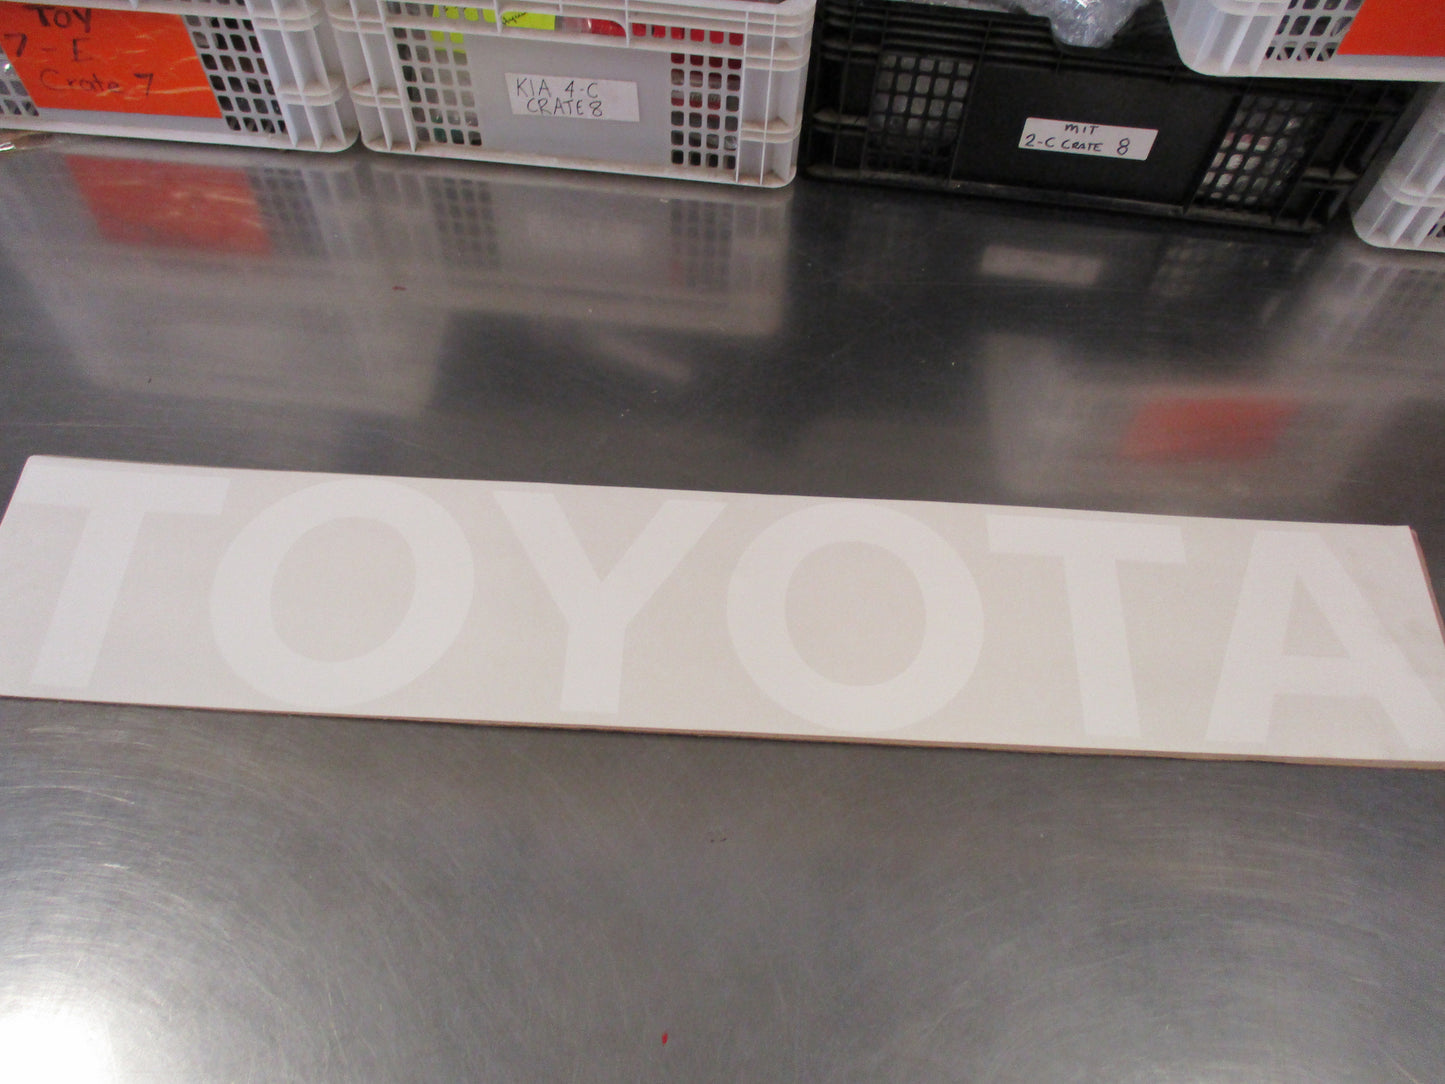 TOY
7-E
Crate 7
KIA 4-C
CRATE 8
MIT
2-C CRATE 8
TOYOTA